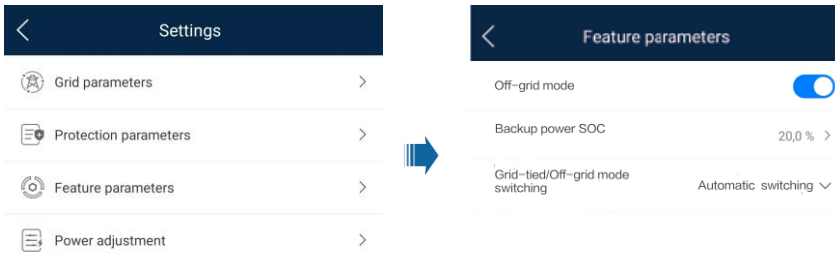 Settings
Grid parameters
Protection parameters
Feature parameters
Power adjustment
Feature parameters
Off-grid mode
Backup power SOC
20,0 %
Grid-tied/Off-grid mode
switching
Automatic switching